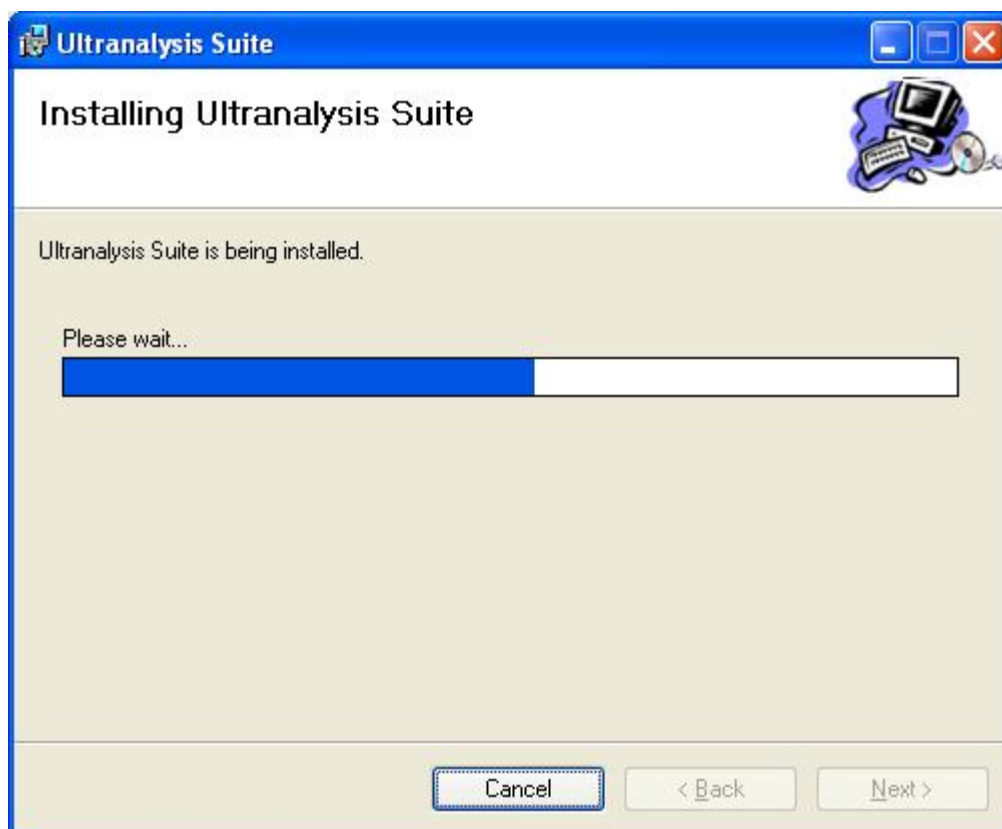 Ultranalysis Suite
Installing Ultranalysis Suite
Ultranalysis Suite is being installed.
Please wait...
Cancel
< Back
Next >